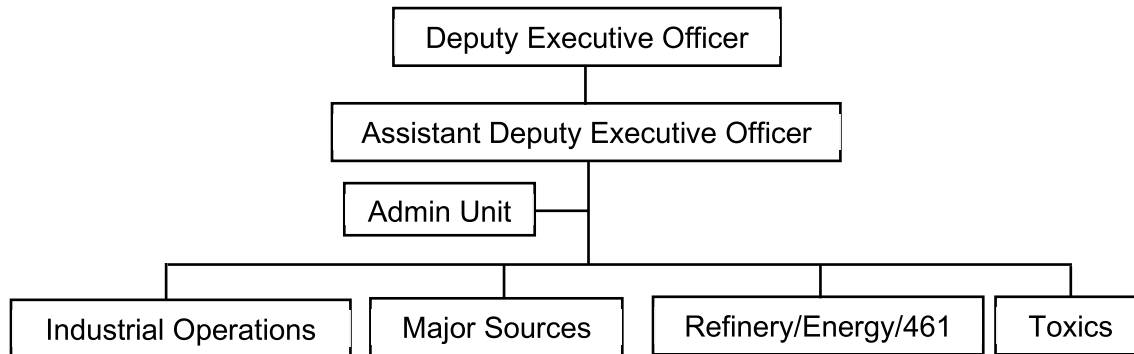 Deputy Executive Officer
Assistant Deputy Executive Officer
Admin Unit
Industrial Operations
Major Sources
Refinery/Energy/461
Toxics